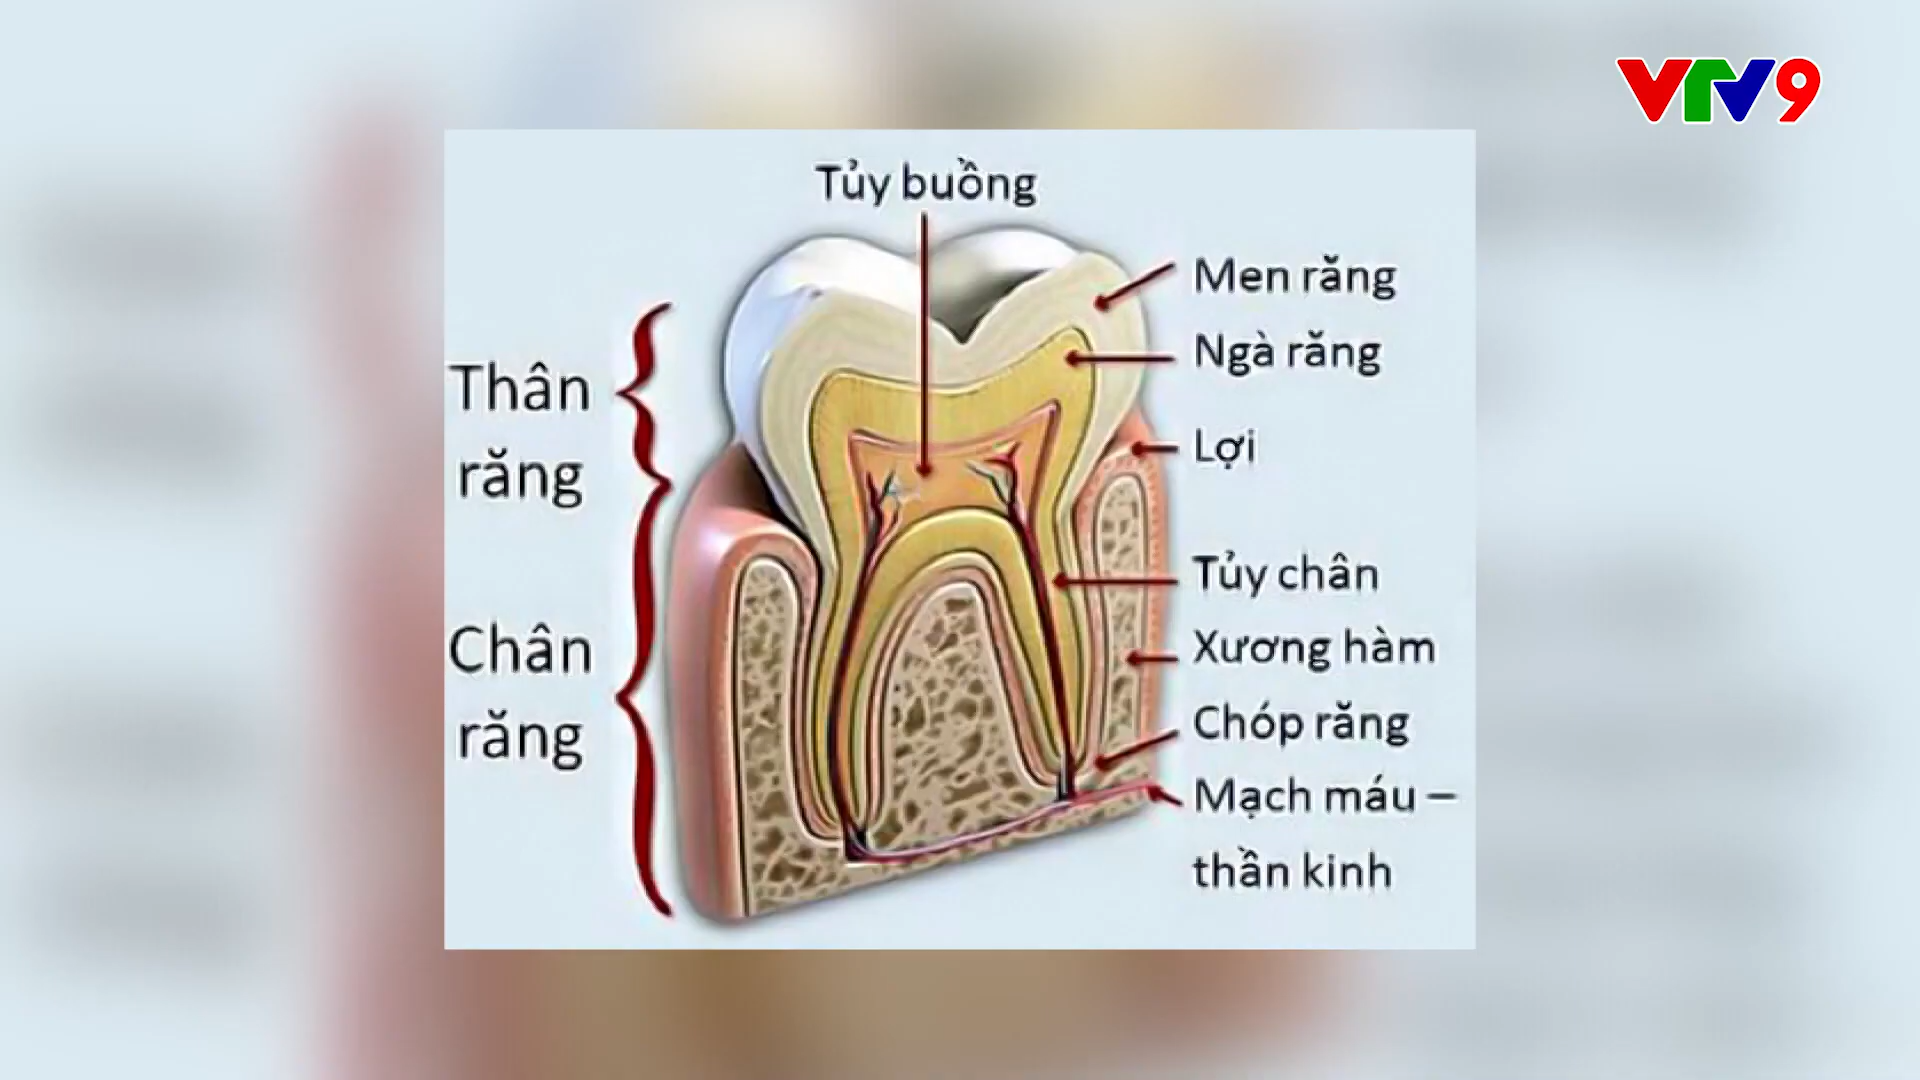 VTV9
Tủy buồng
Men răng
Ngà răng
Lợi
Tủy chân
Xương hàm
Chóp răng
Mạch máu –
thần kinh
Thân
răng
Chân
răng